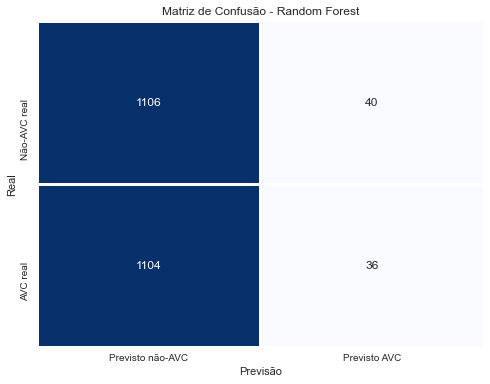 Matriz de Confusão - Random Forest
Real
Não-AVC real
1106
40
AVC real
1104
36
Previsto não-AVC
Previsto AVC
Previsão